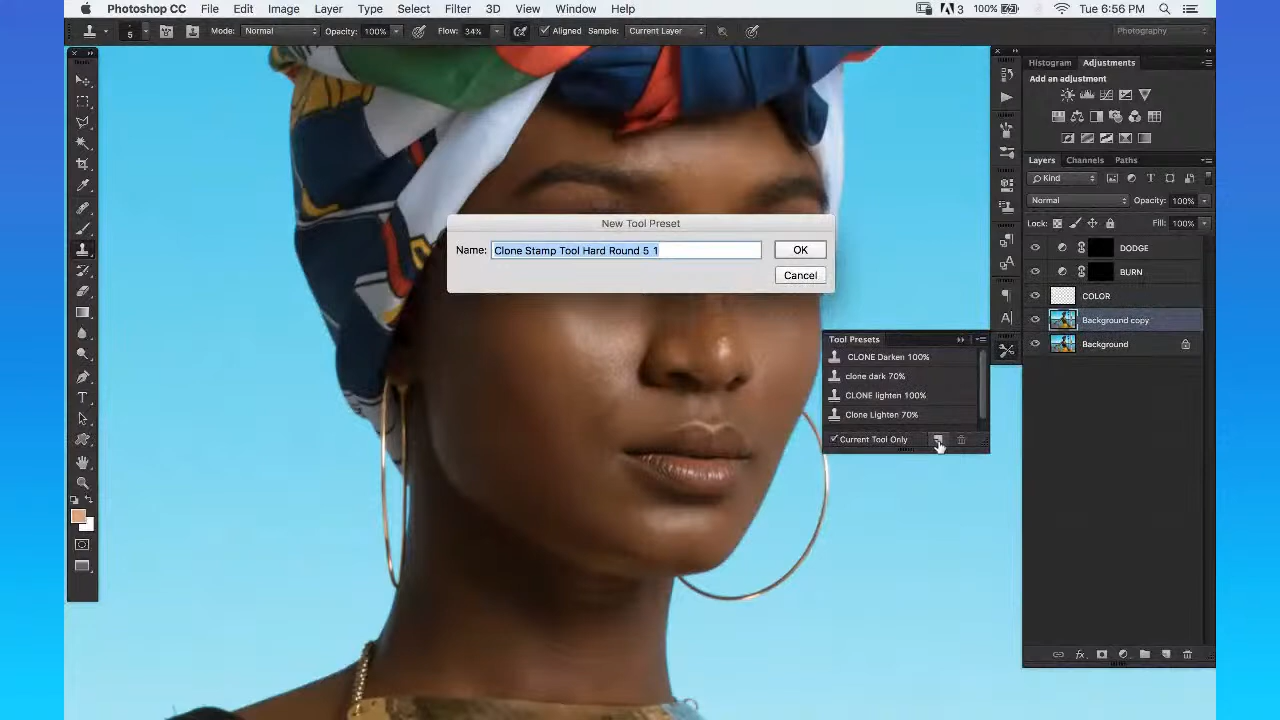 Photoshop CC File Edit Image Layer Type Select Filter 3D View Window Help 3 100% Tue 6:56 PM
5 Mode: Normal Opacity: 100% Flow: 34% Aligned Sample: Current Layer Photography
Histogram Adjustments
Add an adjustment
Layers Channels Paths
Kind
Normal Opacity: 100%
Lock: Fill: 100%
DODGE
BURN
COLOR
Background copy
Background
New Tool Preset
Name: Clone Stamp Tool Hard Round 5 1 OK
Cancel
Tool Presets
CLONE Darken 100%
clone dark 70%
CLONE lighten 100%
Clone Lighten 70%
Current Tool Only